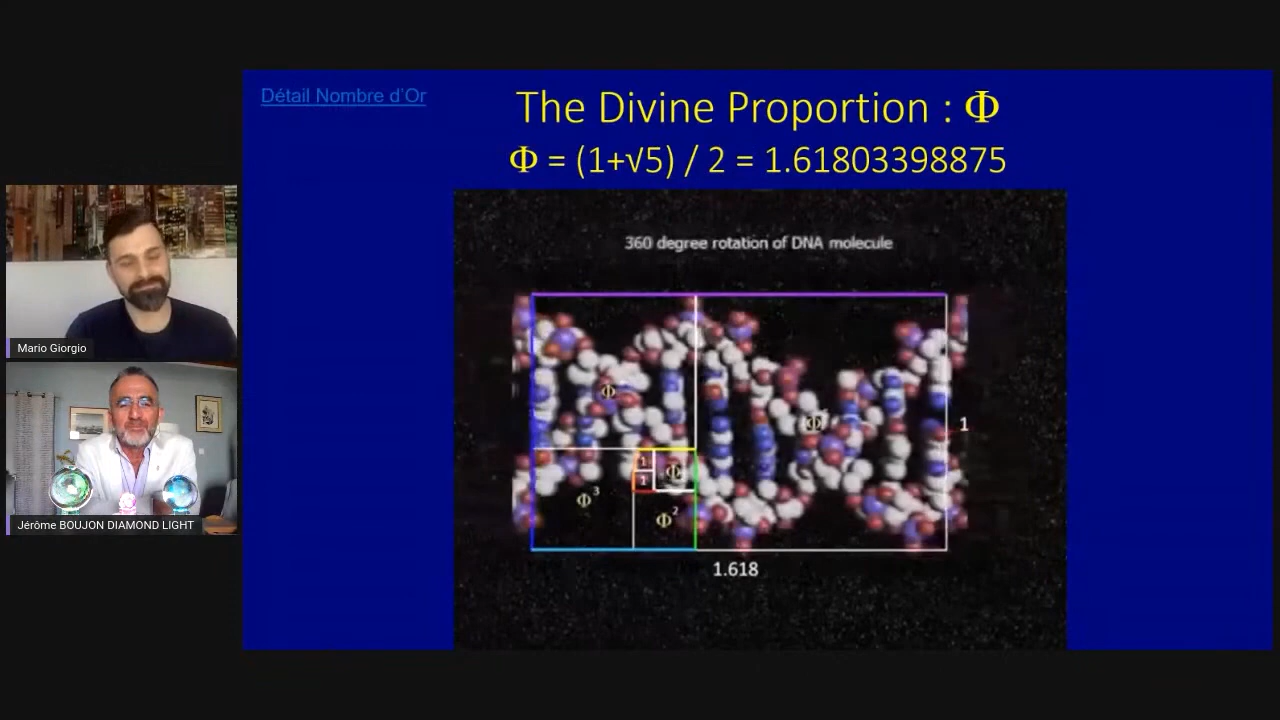 Détail Nombre d'Or
The Divine Proportion : Φ
Φ = (1+√5) / 2 = 1.61803398875
360 degree rotation of DNA molecule
Φ
Φ
1
1
Φ
1
Φ³
Φ²
1.618
Mario Giorgio
Jérôme BOUJON DIAMOND LIGHT